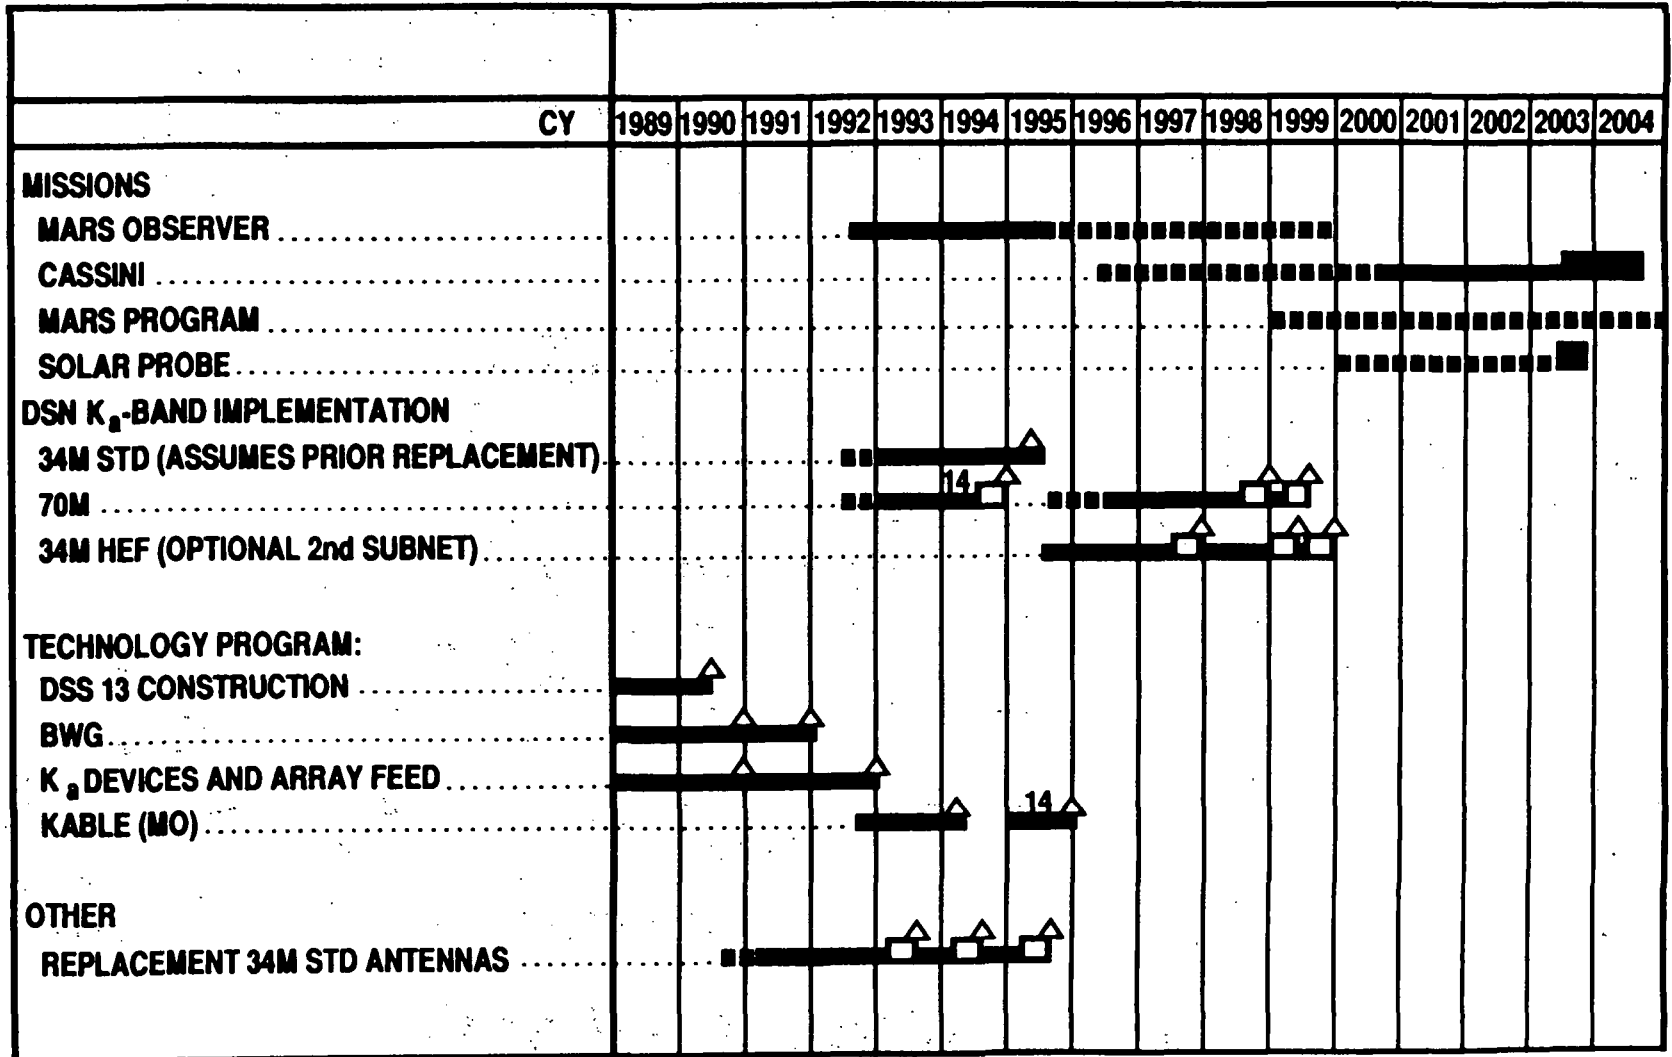 CY 1989 1990 1991 1992 1993 1994 1995 1996 1997 1998 1999 2000 2001 2002 2003 2004
MISSIONS
MARS OBSERVER
CASSINI
MARS PROGRAM
SOLAR PROBE
DSN Ka-BAND IMPLEMENTATION
34M STD (ASSUMES PRIOR REPLACEMENT)
14
70M
34M HEF (OPTIONAL 2nd SUBNET)
TECHNOLOGY PROGRAM:
DSS 13 CONSTRUCTION
BWG
Ka DEVICES AND ARRAY FEED
14
KABLE (MO)
OTHER
REPLACEMENT 34M STD ANTENNAS